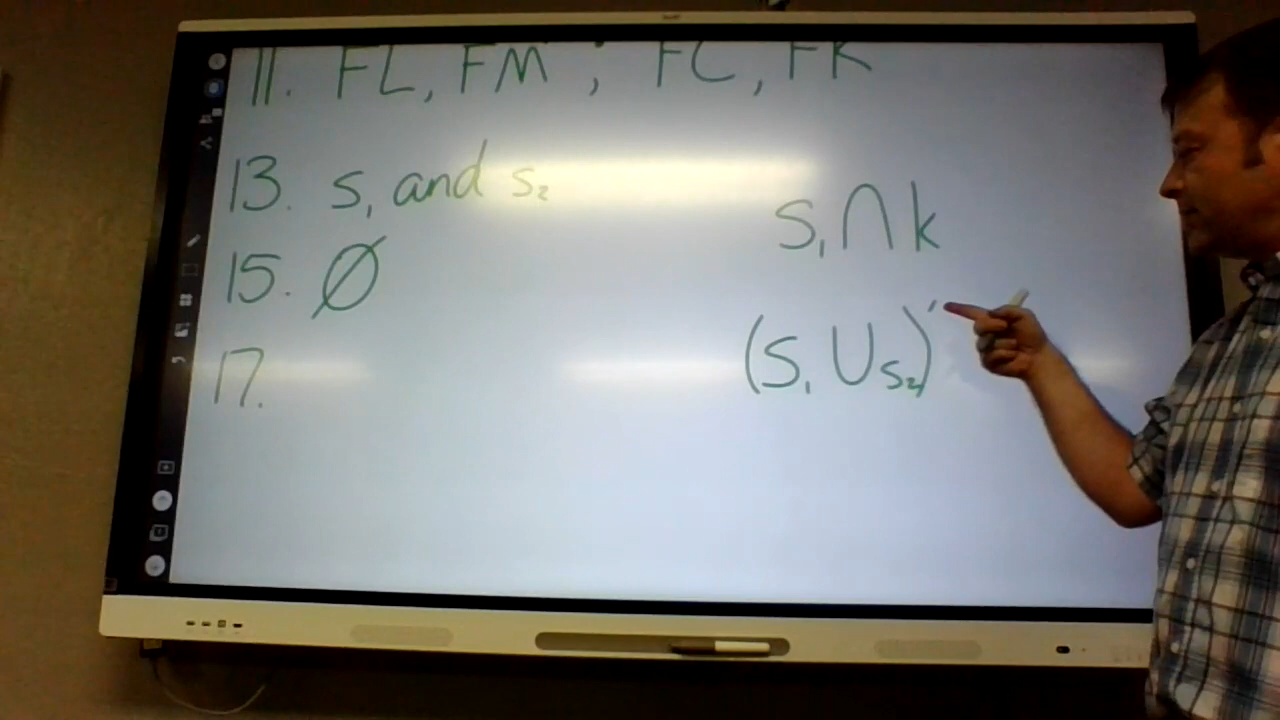 11. FL, FM ; FC, FK
13. s₁ and s₂
15. ∅
17.
S₁∩k
(S₁∪s₂)′